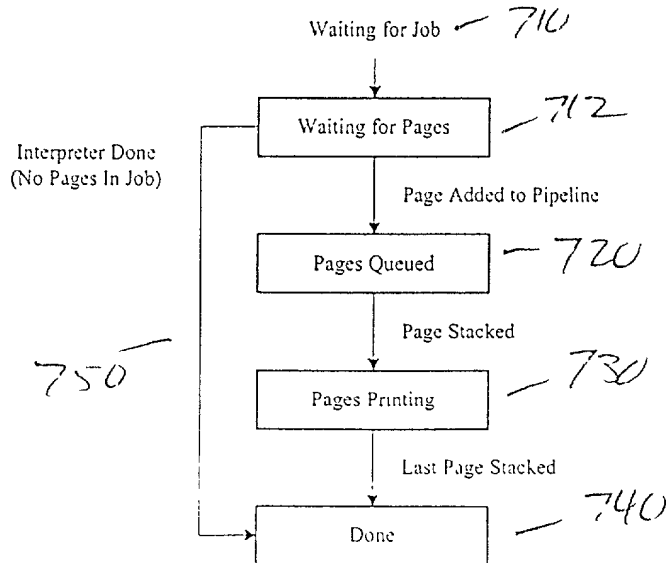 Waiting for Job 710
Waiting for Pages 712
Interpreter Done
(No Pages In Job)
Page Added to Pipeline
Pages Queued 720
Page Stacked
750
Pages Printing 730
Last Page Stacked
Done 740